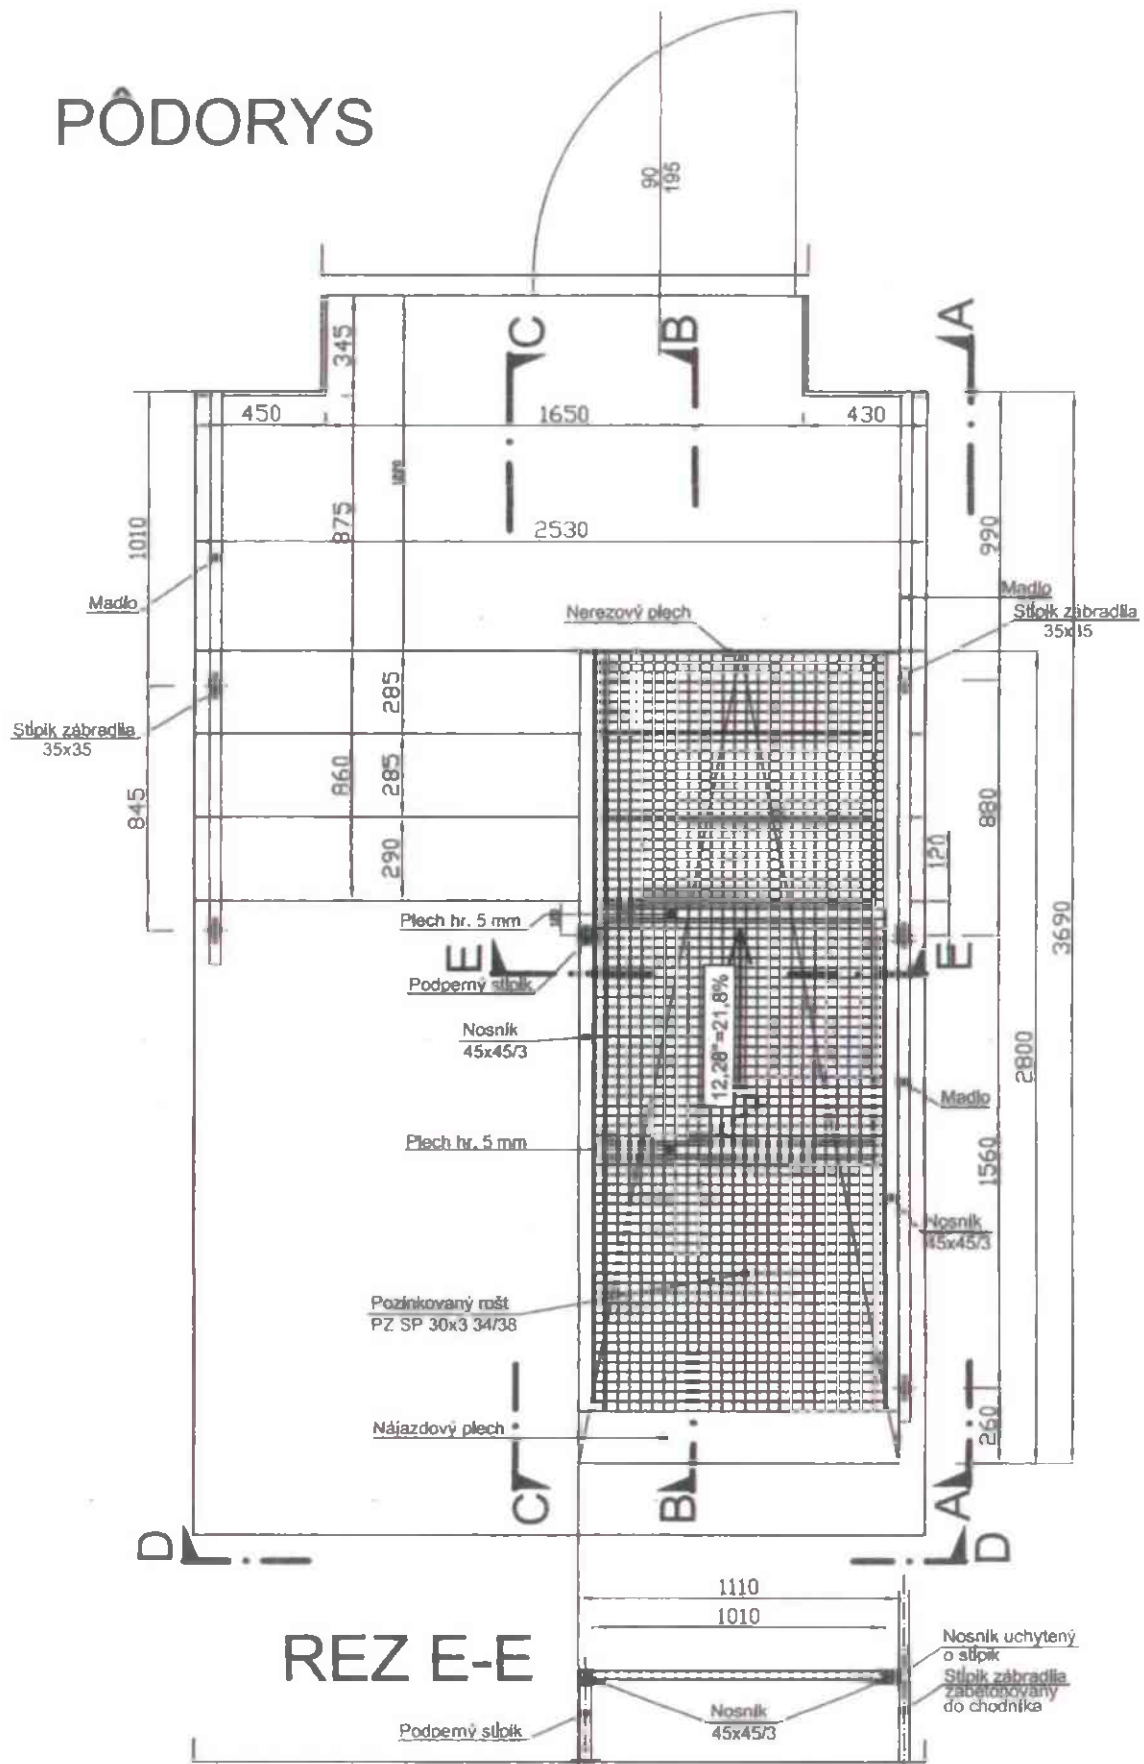 PÔDORYS
90
195
C
B
A
345
450
1650
430
875
1010
2530
990
Madlo
Madlo
Nerezový plech
Stĺpik zábradlia
35x35
285
Stĺpik zábradlia
35x35
860
285
845
880
290
120
Plech hr. 5 mm
3690
E
E
Podperný stĺpik
12,28°=21,8%
Nosník
45x45/3
2800
Madlo
Plech hr. 5 mm
1560
Nosník
45x45/3
Pozinkovaný rošt
PZ SP 30x3 34/38
Nájazdový plech
260
C
B
A
D
D
1110
1010
REZ E-E
Nosník uchytený
o stĺpik
Stĺpik zábradlia
zabetónovaný
do chodníka
Nosník
45x45/3
Podperný stĺpik